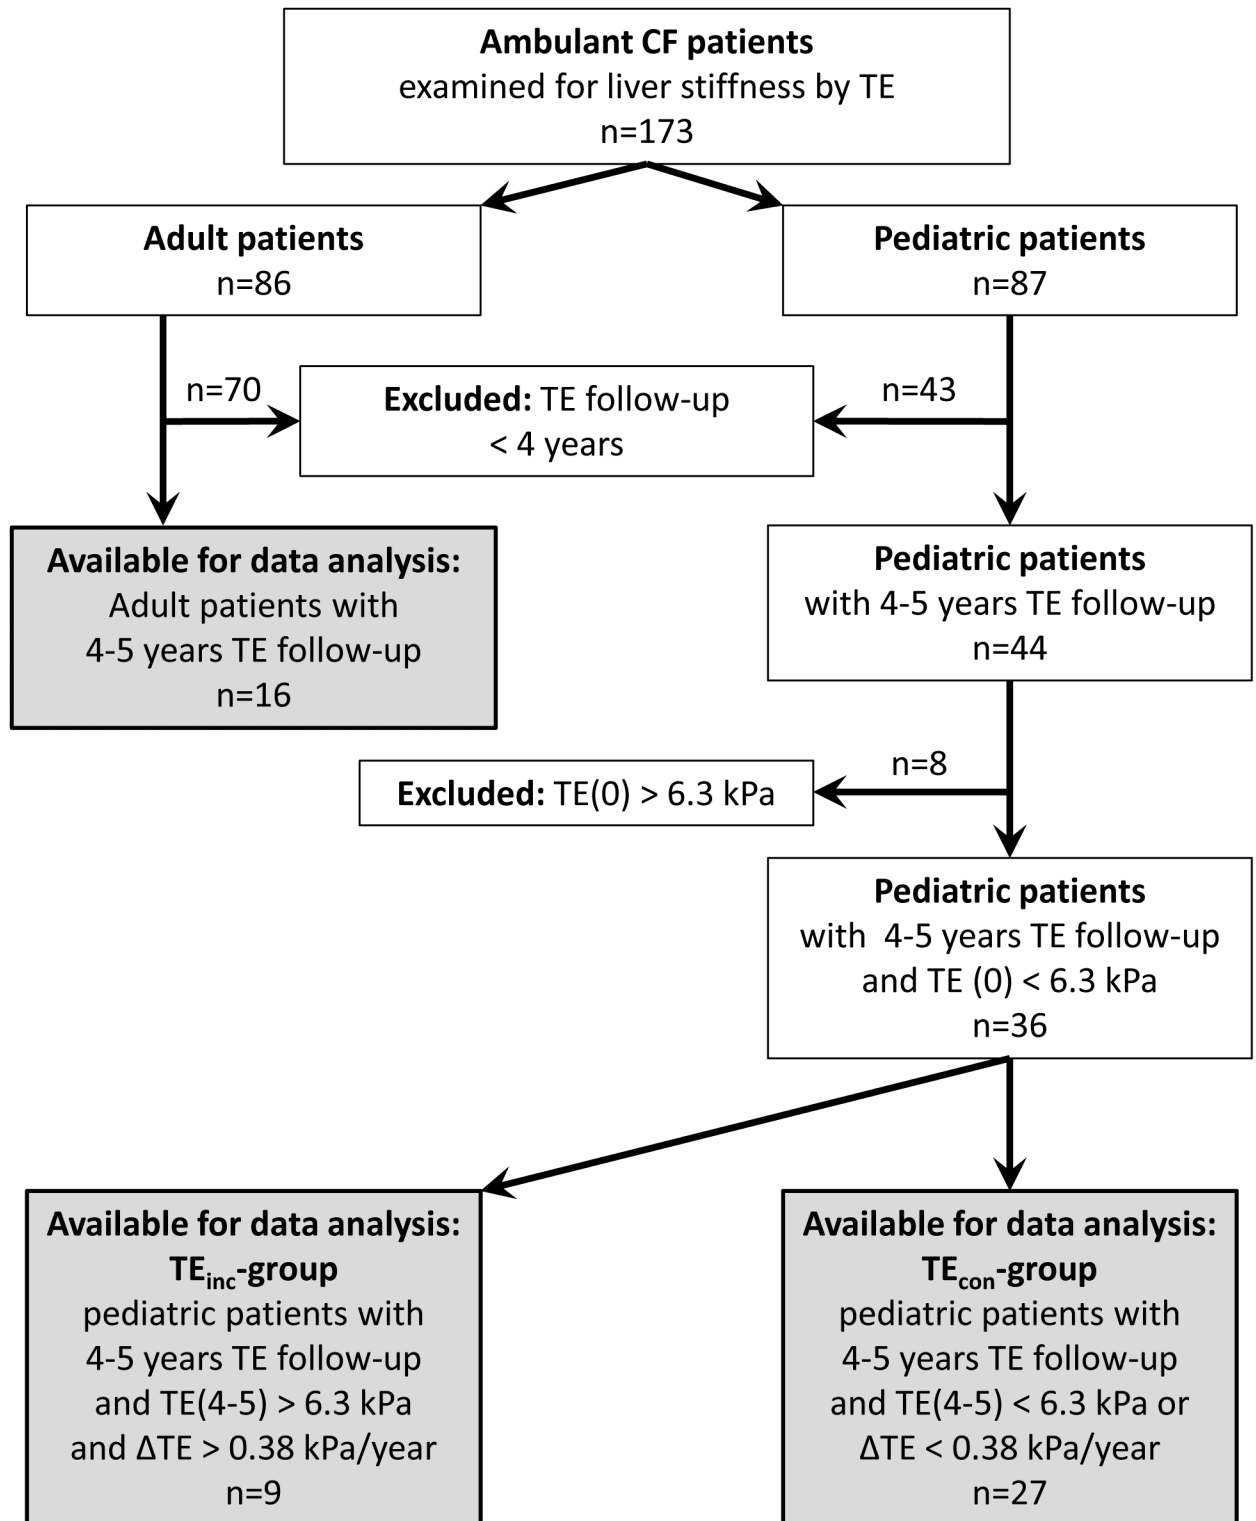 Ambulant CF patients
examined for liver stiffness by TE
n=173
Adult patients
n=86
Pediatric patients
n=87
n=70
Excluded: TE follow-up
< 4 years
n=43
Available for data analysis:
Adult patients with
4-5 years TE follow-up
n=16
Pediatric patients
with 4-5 years TE follow-up
n=44
n=8
Excluded: TE(0) > 6.3 kPa
Pediatric patients
with  4-5 years TE follow-up
and TE (0) < 6.3 kPa
n=36
Available for data analysis:
TEinc-group
pediatric patients with
4-5 years TE follow-up
and TE(4-5) > 6.3 kPa
and ΔTE > 0.38 kPa/year
n=9
Available for data analysis:
TEcon-group
pediatric patients with
4-5 years TE follow-up
and TE(4-5) < 6.3 kPa or
ΔTE < 0.38 kPa/year
n=27